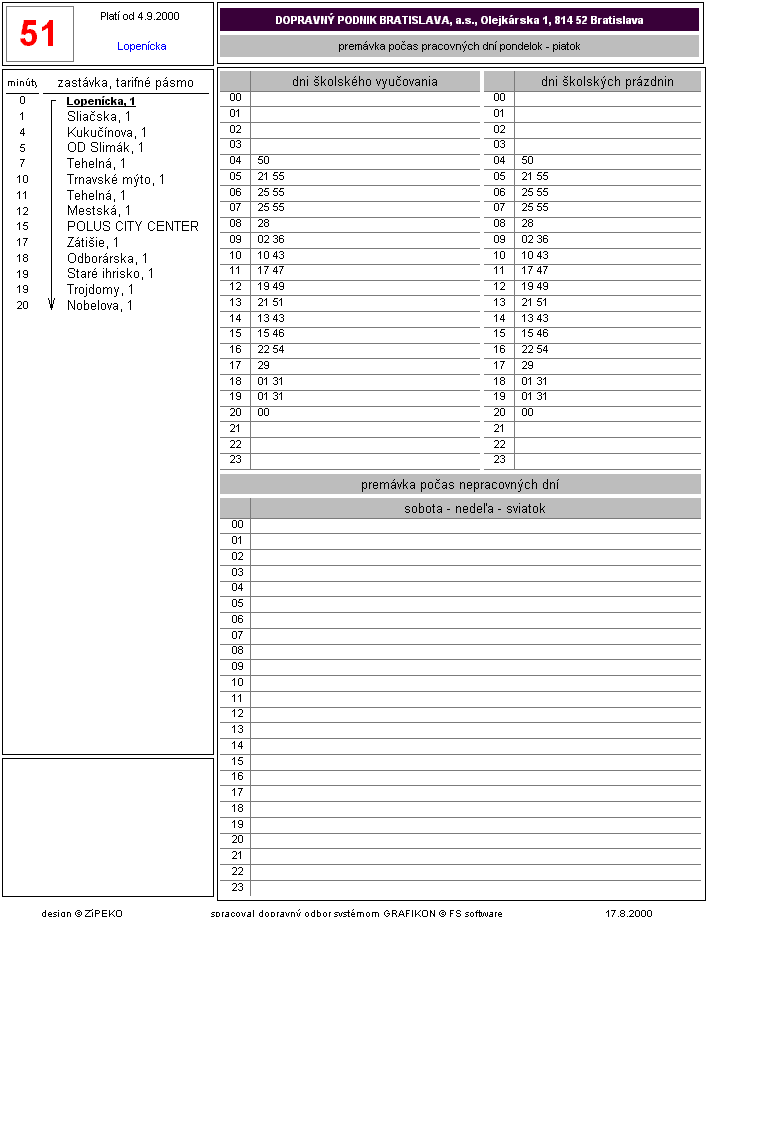 51
Platí od 4.9.2000
Lopenícka
DOPRAVNÝ PODNIK BRATISLAVA, a.s., Olejkárska 1, 814 52 Bratislava
premávka počas pracovných dní pondelok - piatok
minúty zastávka, tarifné pásmo
0 Lopenícka, 1
1 Sliačska, 1
4 Kukučínova, 1
5 OD Slimák, 1
7 Tehelná, 1
10 Trnavské mýto, 1
11 Tehelná, 1
12 Mestská, 1
15 POLUS CITY CENTER
17 Zátišie, 1
18 Odborárska, 1
19 Staré ihrisko, 1
19 Trojdomy, 1
20 Nobelova, 1
dni školského vyučovania
00
01
02
03
04 50
05 21 55
06 25 55
07 25 55
08 28
09 02 36
10 10 43
11 17 47
12 19 49
13 21 51
14 13 43
15 15 46
16 22 54
17 29
18 01 31
19 01 31
20 00
21
22
23
dni školských prázdnin
00
01
02
03
04 50
05 21 55
06 25 55
07 25 55
08 28
09 02 36
10 10 43
11 17 47
12 19 49
13 21 51
14 13 43
15 15 46
16 22 54
17 29
18 01 31
19 01 31
20 00
21
22
23
premávka počas nepracovných dní
sobota - nedeľa - sviatok
00
01
02
03
04
05
06
07
08
09
10
11
12
13
14
15
16
17
18
19
20
21
22
23
design © ZiPEKO spracoval dopravný odbor systémom GRAFIKON © FS software 17.8.2000